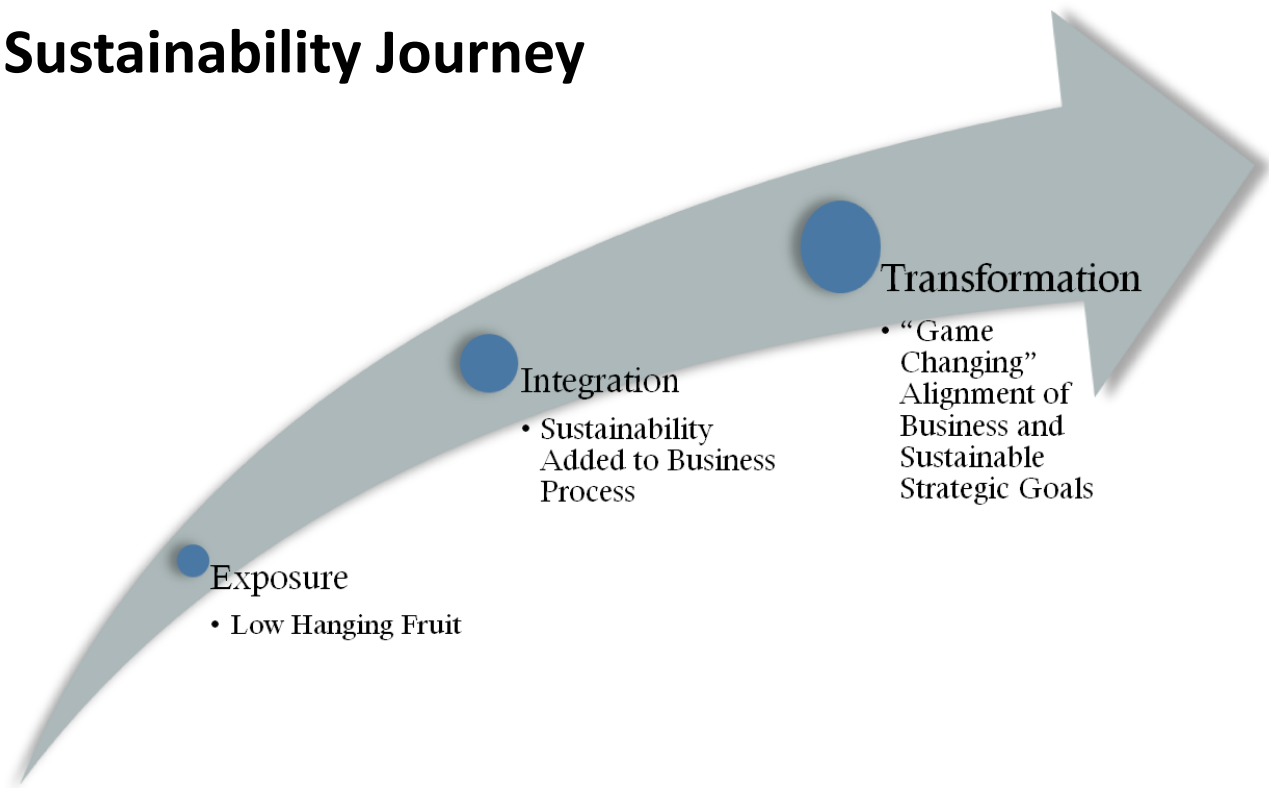 Sustainability Journey
Exposure
• Low Hanging Fruit
Integration
• Sustainability
Added to Business
Process
Transformation
• “Game
Changing”
Alignment of
Business and
Sustainable
Strategic Goals